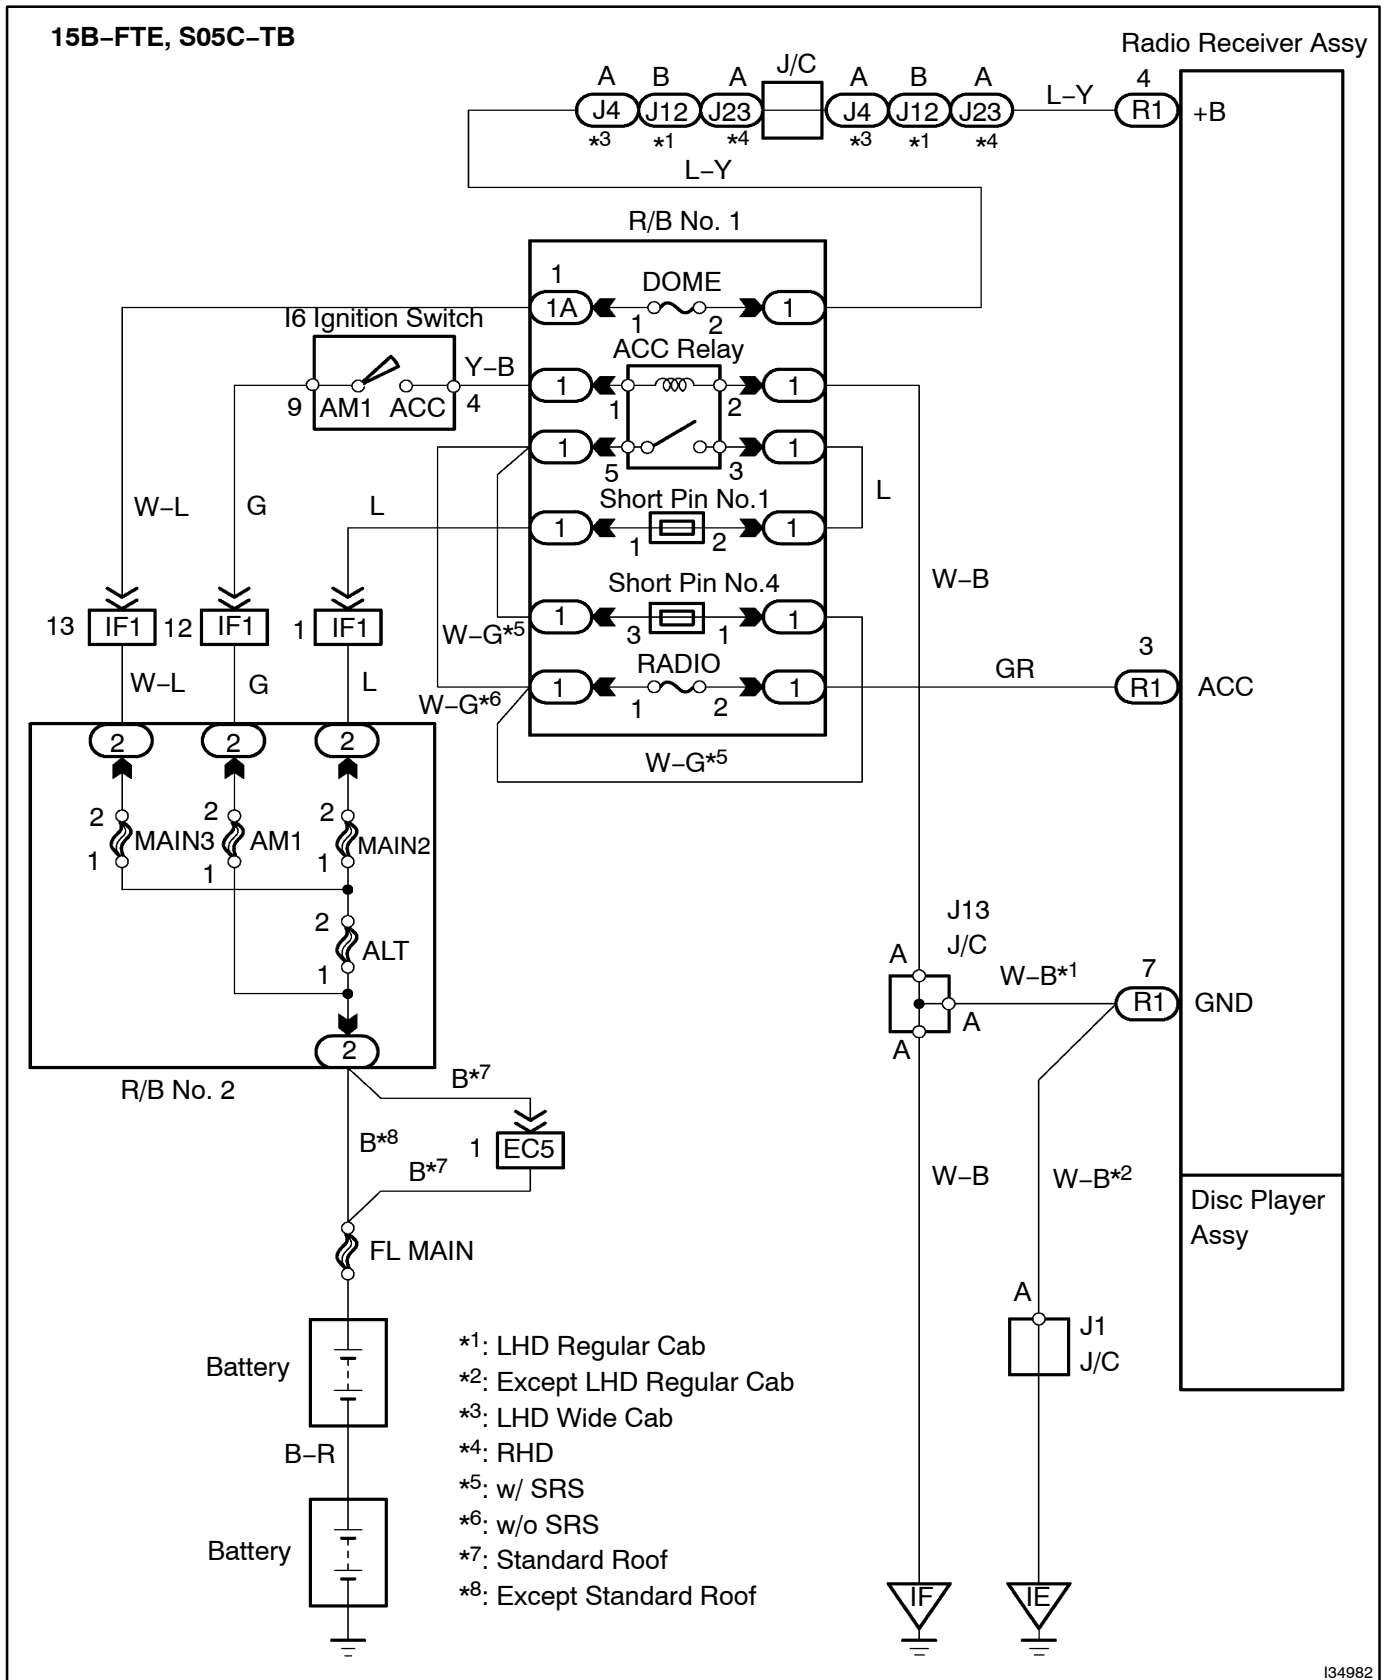 15B–FTE, S05C–TB
Radio Receiver Assy
A B A J/C A B A
4
J4 J12 J23 J4 J12 J23
L–Y
R1
+B
*3 *1 *4 *3 *1 *4
L–Y
R/B No. 1
1
DOME
1A
1 2
1
I6 Ignition Switch
ACC Relay
Y–B
1
1
9 AM1 ACC 4
1 2
1
1
5 3
L
W–L G L
Short Pin No.1
1
1
1 2
W–B
Short Pin No.4
13 IF1 12 IF1 1 IF1
1
1
W–G*5
3 1
3
RADIO
GR
W–L G L
1
1
R1
ACC
W–G*6
1 2
2 2 2
W–G*5
2 2 2
MAIN3 AM1 MAIN2
1 1 1
2
ALT
1
J13
J/C
A
W–B*1
7
R1
GND
A
A
2
R/B No. 2
B*7
B*8
1 EC5
B*7
W–B
W–B*2
Disc Player
Assy
FL MAIN
A
J1
J/C
Battery
B–R
Battery
*1: LHD Regular Cab
*2: Except LHD Regular Cab
*3: LHD Wide Cab
*4: RHD
*5: w/ SRS
*6: w/o SRS
*7: Standard Roof
*8: Except Standard Roof
IF IE
I34982